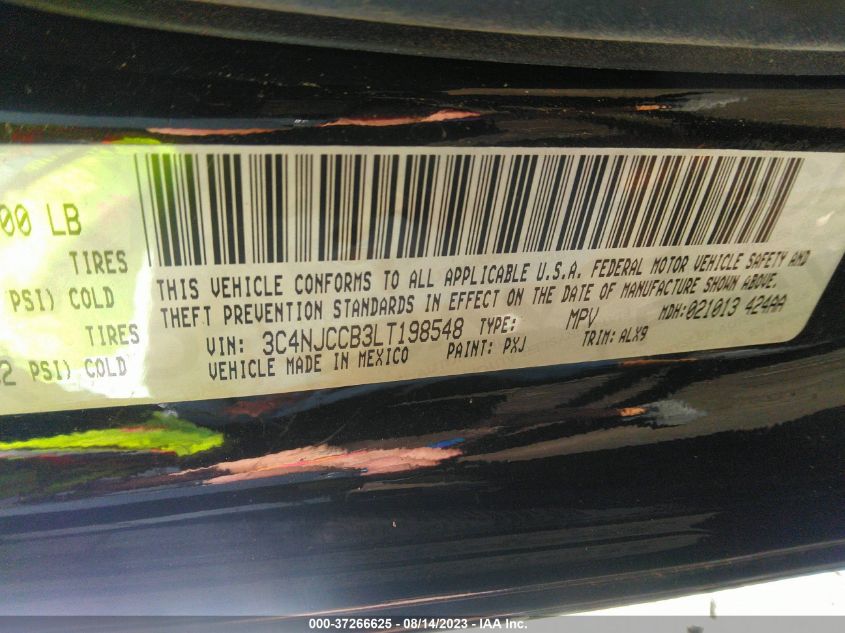 00 LB
TIRES
PSI) COLD
TIRES
2 PSI) COLD
THIS VEHICLE CONFORMS TO ALL APPLICABLE U.S.A. FEDERAL MOTOR VEHICLE SAFETY AND
THEFT PREVENTION STANDARDS IN EFFECT ON THE DATE OF MANUFACTURE SHOWN ABOVE.
VIN: 3C4NJCCB3LT198548 TYPE: MPV MDH:021013 424AA
VEHICLE MADE IN MEXICO PAINT: PXJ TRIM: ALX9
000-37266625 - 08/14/2023 - IAA Inc.